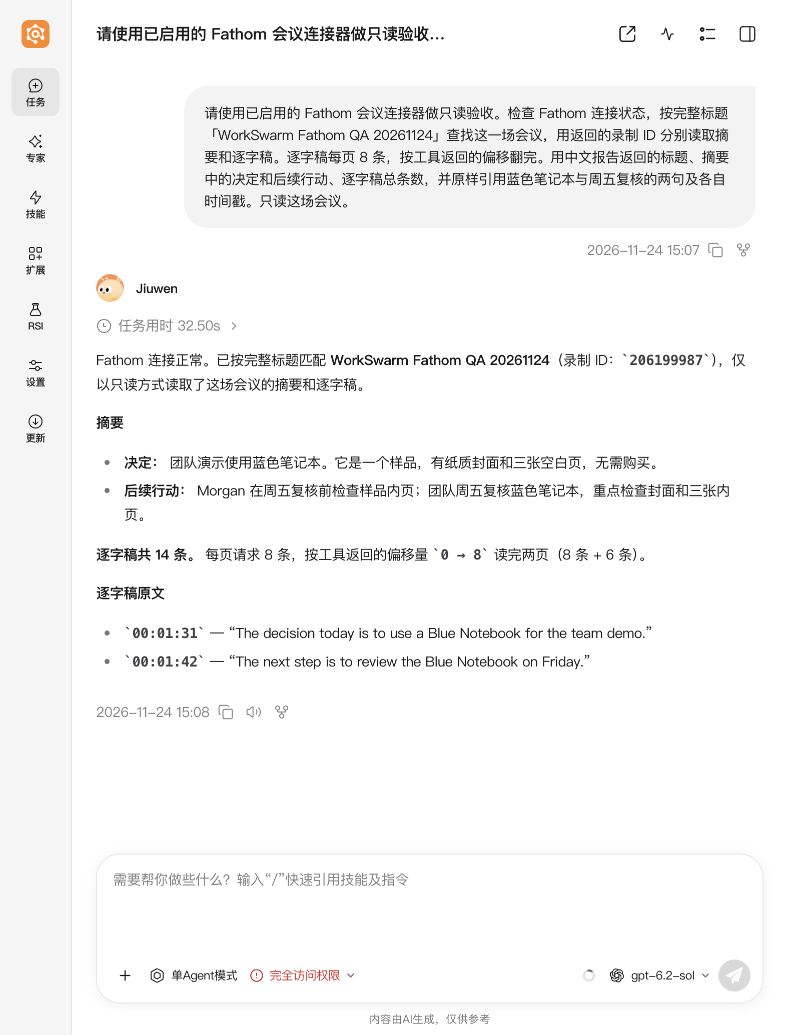 请使用已启用的 Fathom 会议连接器做只读验收...
任务
专家
技能
扩展
RSI
设置
更新
请使用已启用的 Fathom 会议连接器做只读验收。检查 Fathom 连接状态，按完整标题
「WorkSwarm Fathom QA 20261124」查找这一场会议，用返回的录制 ID 分别读取摘
要和逐字稿。逐字稿每页 8 条，按工具返回的偏移翻完。用中文报告返回的标题、摘要
中的决定和后续行动、逐字稿总条数，并原样引用蓝色笔记本与周五复核的两句及各自
时间戳。只读这场会议。
2026-11-24 15:07
Jiuwen
任务用时 32.50s
Fathom 连接正常。已按完整标题匹配 WorkSwarm Fathom QA 20261124（录制 ID：`206199987`），仅
以只读方式读取了这场会议的摘要和逐字稿。
摘要
决定： 团队演示使用蓝色笔记本。它是一个样品，有纸质封面和三张空白页，无需购买。
后续行动： Morgan 在周五复核前检查样品内页；团队周五复核蓝色笔记本，重点检查封面和三张内
页。
逐字稿共 14 条。 每页请求 8 条，按工具返回的偏移量 `0 → 8` 读完两页（8 条 + 6 条）。
逐字稿原文
`00:01:31` — “The decision today is to use a Blue Notebook for the team demo.”
`00:01:42` — “The next step is to review the Blue Notebook on Friday.”
2026-11-24 15:08
需要帮你做些什么？输入“/”快速引用技能及指令
单Agent模式
完全访问权限
gpt-6.2-sol
内容由AI生成，仅供参考